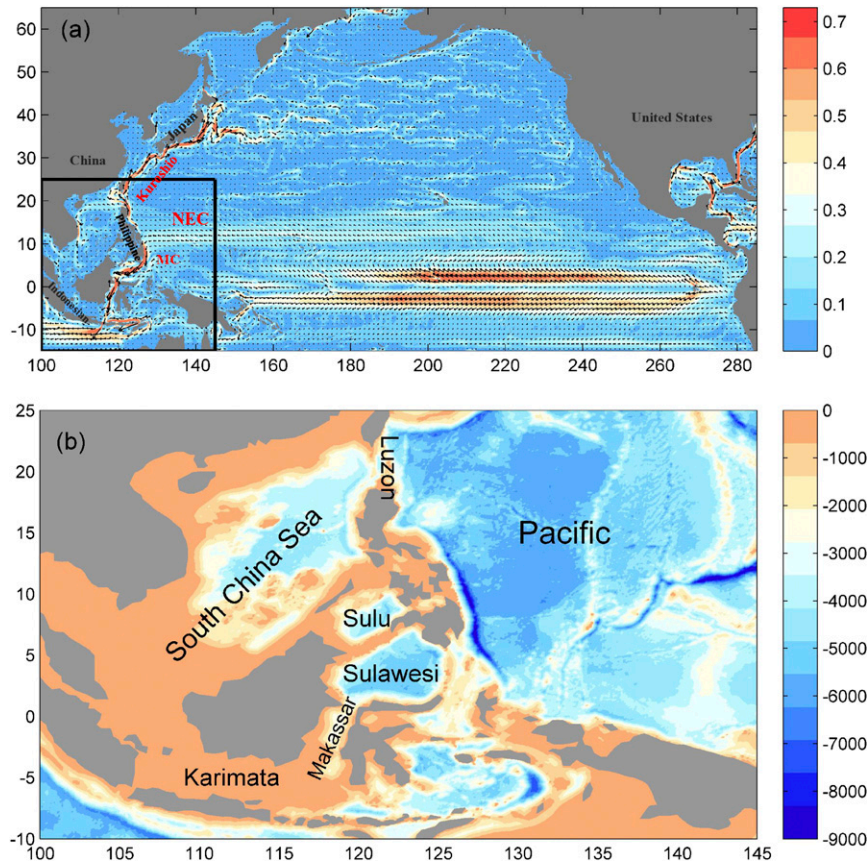 (a)
60
50
40
30
20
10
0
-10
China
Japan
Kuroshio
United States
NEC
Philippine
MC
Indonesian
100 120 140 160 180 200 220 240 260 280
0.7
0.6
0.5
0.4
0.3
0.2
0.1
0
(b)
25
20
15
10
5
0
-5
-10
Luzon
Pacific
South China Sea
Sulu
Sulawesi
Makassar
Karimata
100 105 110 115 120 125 130 135 140 145
0
-1000
-2000
-3000
-4000
-5000
-6000
-7000
-8000
-9000